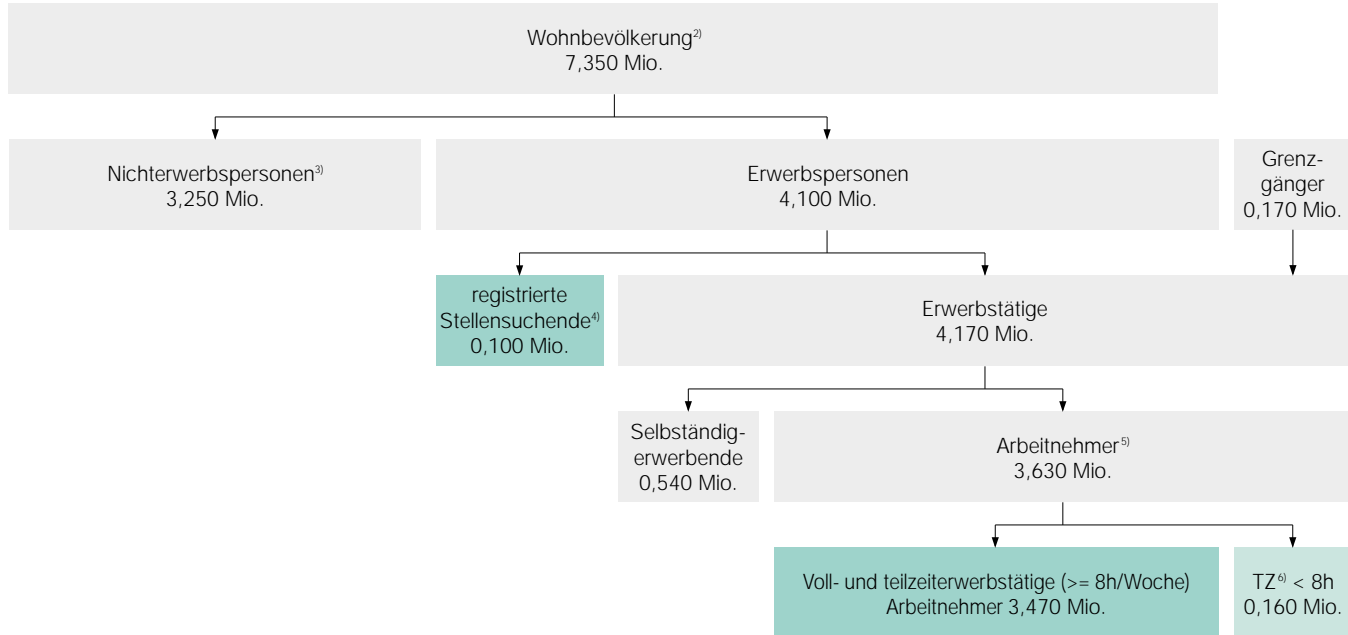 Wohnbevölkerung2)
7,350 Mio.
Nichterwerbspersonen3)
3,250 Mio.
Erwerbspersonen
4,100 Mio.
Grenz-
gänger
0,170 Mio.
registrierte
Stellensuchende4)
0,100 Mio.
Erwerbstätige
4,170 Mio.
Selbständig-
erwerbende
0,540 Mio.
Arbeitnehmer5)
3,630 Mio.
Voll- und teilzeiterwerbstätige (>= 8h/Woche)
Arbeitnehmer 3,470 Mio.
TZ6) < 8h
0,160 Mio.